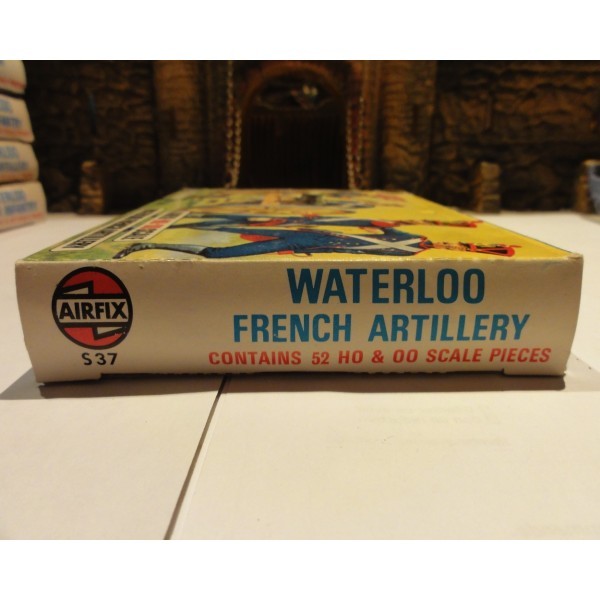 AIRFIX
S37
WATERLOO
FRENCH ARTILLERY
CONTAINS 52 HO & OO SCALE PIECES